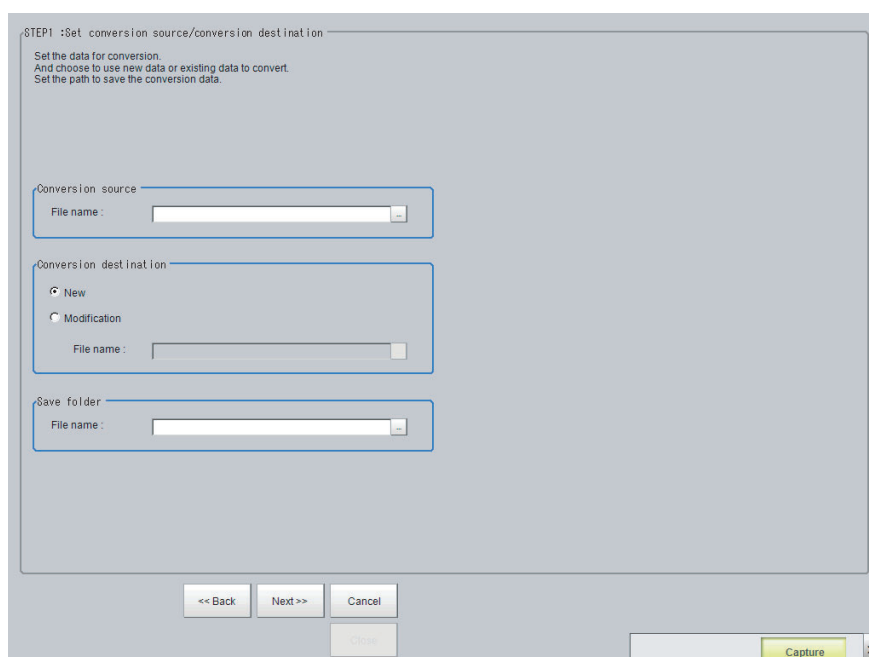 STEP1 :Set conversion source/conversion destination
Set the data for conversion.
And choose to use new data or existing data to convert.
Set the path to save the conversion data.
Conversion source
File name :
...
Conversion destination
New
Modification
File name :
Save folder
File name :
...
<< Back
Next >>
Cancel
Close
Capture